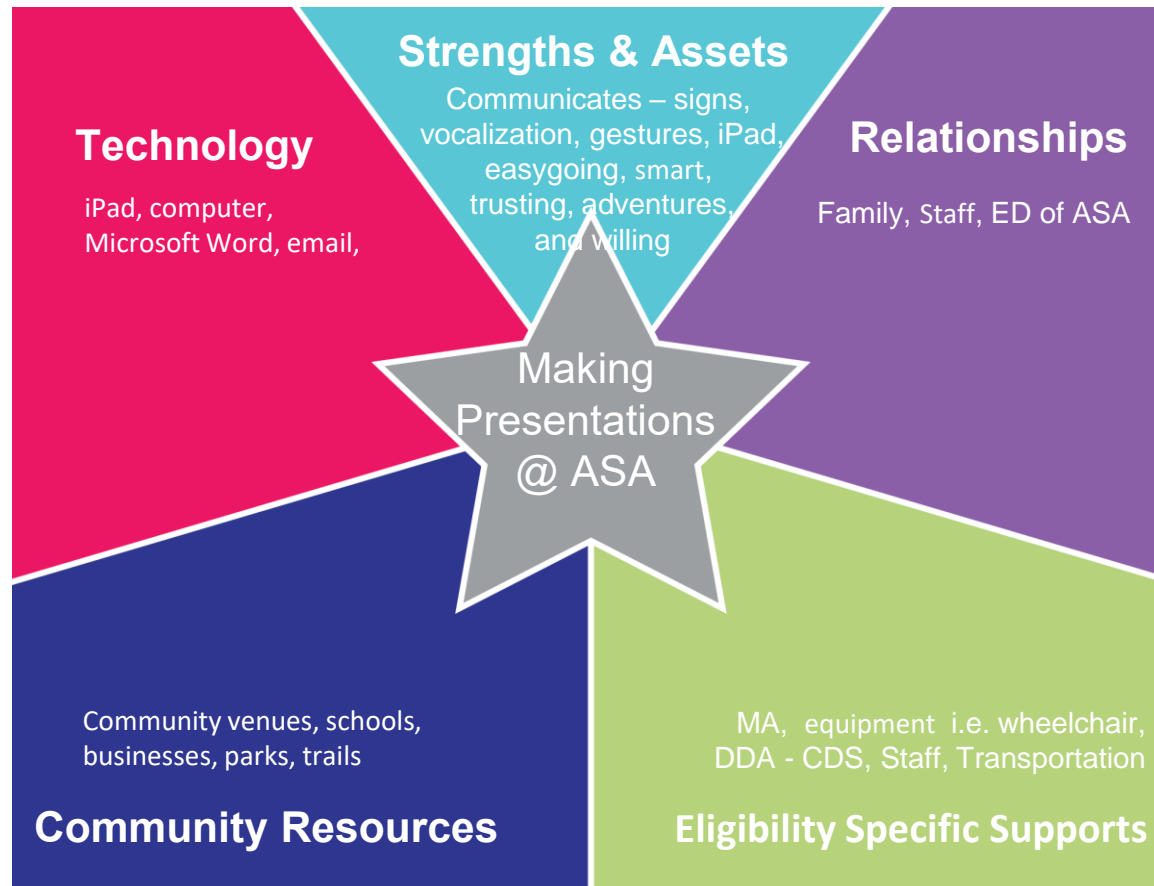 Strengths & Assets
Communicates – signs,
vocalization, gestures, iPad,
easygoing, smart,
trusting, adventures,
and willing
Technology
iPad, computer,
Microsoft Word, email,
Relationships
Family, Staff, ED of ASA
Making
Presentations
@ ASA
Community venues, schools,
businesses, parks, trails
Community Resources
MA, equipment i.e. wheelchair,
DDA - CDS, Staff, Transportation
Eligibility Specific Supports